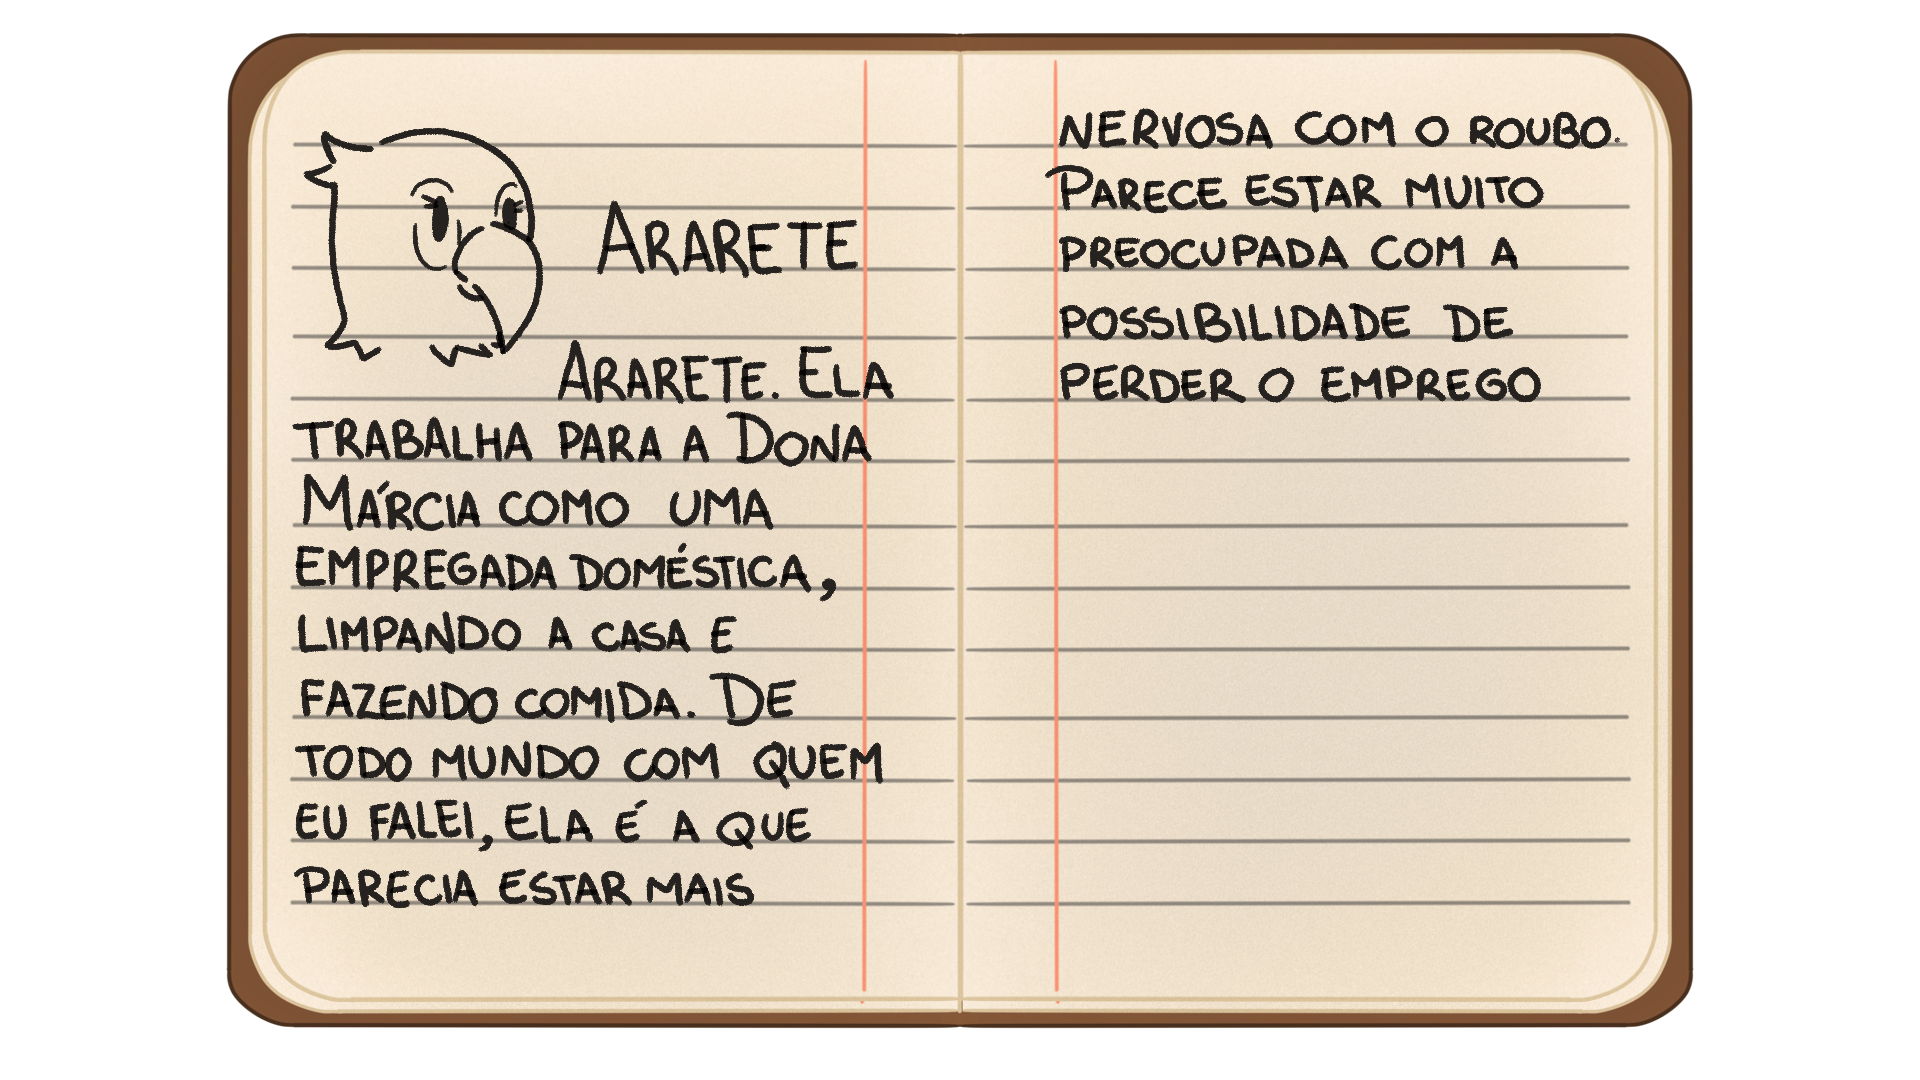 ARARETE
ARARETE. ELA
TRABALHA PARA A DONA
MÁRCIA COMO UMA
EMPREGADA DOMÉSTICA,
LIMPANDO A CASA E
FAZENDO COMIDA. DE
TODO MUNDO COM QUEM
EU FALEI, ELA É A QUE
PARECIA ESTAR MAIS
NERVOSA COM O ROUBO.
PARECE ESTAR MUITO
PREOCUPADA COM A
POSSIBILIDADE DE
PERDER O EMPREGO